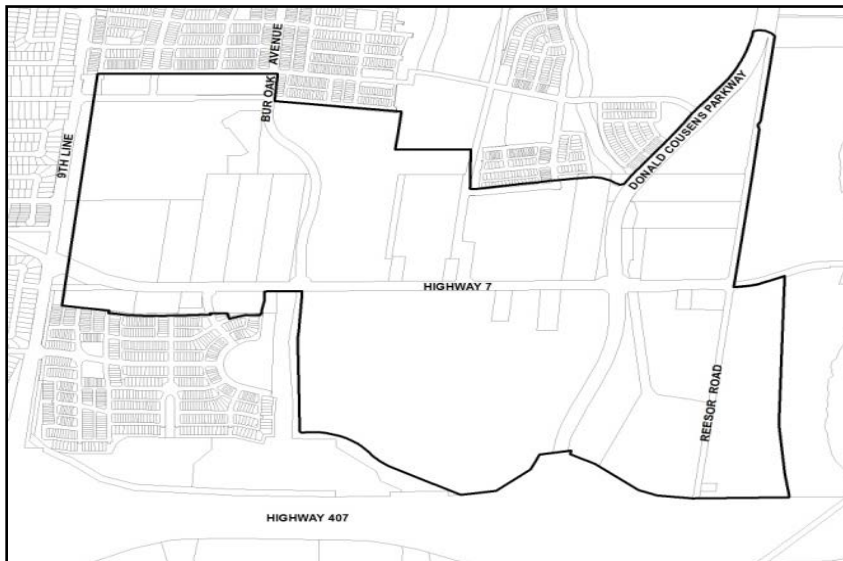 9TH LINE
BUR OAK AVENUE
DONALD COUSENS PARKWAY
HIGHWAY 7
REESOR ROAD
HIGHWAY 407